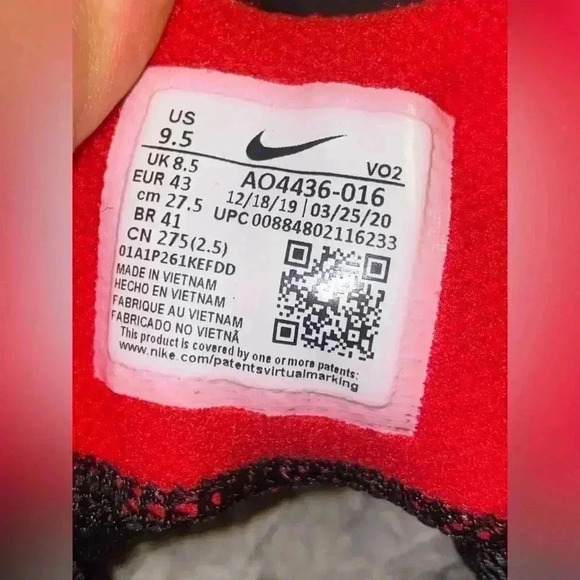 US
9.5
UK 8.5
EUR 43
cm 27.5
BR 41
CN 275(2.5)
VO2
AO4436-016
12/18/19 | 03/25/20
UPC 00884802116233
01A1P261KEFDD
MADE IN VIETNAM
HECHO EN VIETNAM
FABRIQUE AU VIETNAM
FABRICADO NO VIETNÃ
This product is covered by one or more patents:
www.nike.com/patentsvirtualmarking